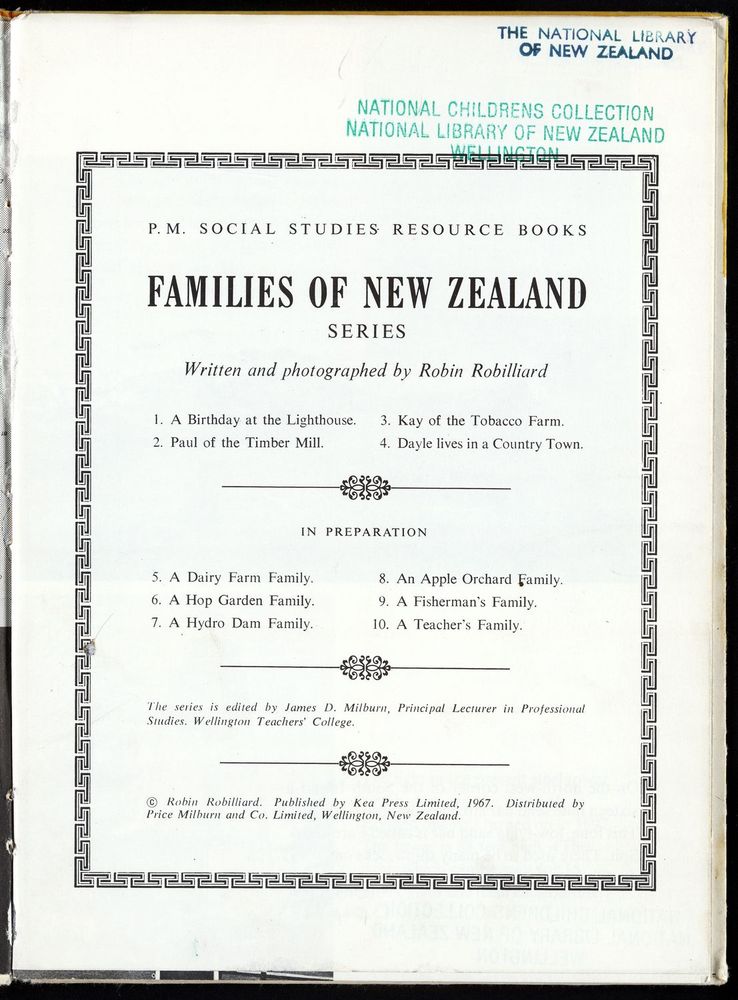 THE NATIONAL LIBRARY
OF NEW ZEALAND
NATIONAL CHILDRENS COLLECTION
NATIONAL LIBRARY OF NEW ZEALAND
WELLINGTON
P.M. SOCIAL STUDIES RESOURCE BOOKS
FAMILIES OF NEW ZEALAND
SERIES
Written and photographed by Robin Robilliard
1. A Birthday at the Lighthouse.
2. Paul of the Timber Mill.
3. Kay of the Tobacco Farm.
4. Dayle lives in a Country Town.
IN PREPARATION
5. A Dairy Farm Family.
6. A Hop Garden Family.
7. A Hydro Dam Family.
8. An Apple Orchard Family.
9. A Fisherman's Family.
10. A Teacher's Family.
The series is edited by James D. Milburn, Principal Lecturer in Professional
Studies. Wellington Teachers' College.
© Robin Robilliard. Published by Kea Press Limited, 1967. Distributed by
Price Milburn and Co. Limited, Wellington, New Zealand.